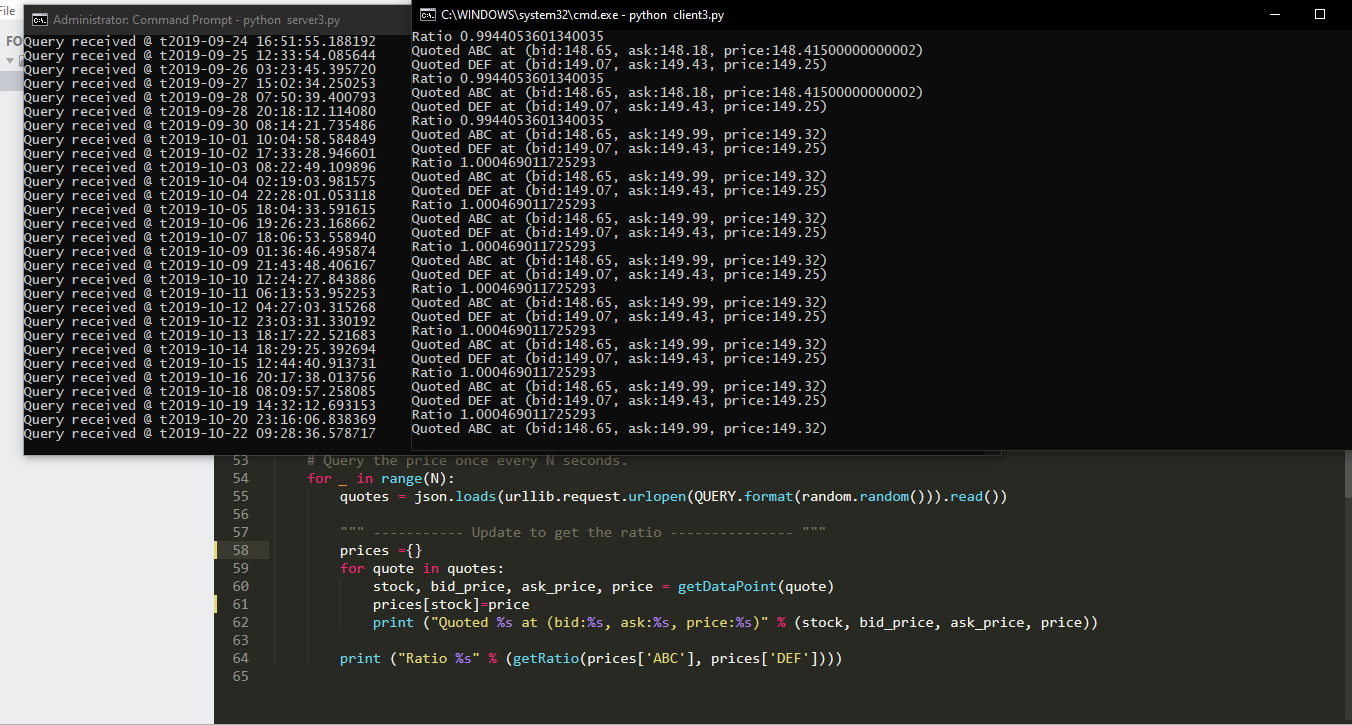 File
FO
Administrator: Command Prompt - python server3.py
Query received @ t2019-09-24 16:51:55.188192
Query received @ t2019-09-25 12:33:54.085644
Query received @ t2019-09-26 03:23:45.395720
Query received @ t2019-09-27 15:02:34.250253
Query received @ t2019-09-28 07:50:39.400793
Query received @ t2019-09-28 20:18:12.114080
Query received @ t2019-09-30 08:14:21.735486
Query received @ t2019-10-01 10:04:58.584849
Query received @ t2019-10-02 17:33:28.946601
Query received @ t2019-10-03 08:22:49.109896
Query received @ t2019-10-04 02:19:03.981575
Query received @ t2019-10-04 22:28:01.053118
Query received @ t2019-10-05 18:04:33.591615
Query received @ t2019-10-06 19:26:23.168662
Query received @ t2019-10-07 18:06:53.558940
Query received @ t2019-10-09 01:36:46.495874
Query received @ t2019-10-09 21:43:48.406167
Query received @ t2019-10-10 12:24:27.843886
Query received @ t2019-10-11 06:13:53.952253
Query received @ t2019-10-12 04:27:03.315268
Query received @ t2019-10-12 23:03:31.330192
Query received @ t2019-10-13 18:17:22.521683
Query received @ t2019-10-14 18:29:25.392694
Query received @ t2019-10-15 12:44:40.913731
Query received @ t2019-10-16 20:17:38.013756
Query received @ t2019-10-18 08:09:57.258085
Query received @ t2019-10-19 14:32:12.693153
Query received @ t2019-10-20 23:16:06.838369
Query received @ t2019-10-22 09:28:36.578717
C:\WINDOWS\system32\cmd.exe - python client3.py
Ratio 0.9944053601340035
Quoted ABC at (bid:148.65, ask:148.18, price:148.41500000000002)
Quoted DEF at (bid:149.07, ask:149.43, price:149.25)
Ratio 0.9944053601340035
Quoted ABC at (bid:148.65, ask:148.18, price:148.41500000000002)
Quoted DEF at (bid:149.07, ask:149.43, price:149.25)
Ratio 0.9944053601340035
Quoted ABC at (bid:148.65, ask:149.99, price:149.32)
Quoted DEF at (bid:149.07, ask:149.43, price:149.25)
Ratio 1.000469011725293
Quoted ABC at (bid:148.65, ask:149.99, price:149.32)
Quoted DEF at (bid:149.07, ask:149.43, price:149.25)
Ratio 1.000469011725293
Quoted ABC at (bid:148.65, ask:149.99, price:149.32)
Quoted DEF at (bid:149.07, ask:149.43, price:149.25)
Ratio 1.000469011725293
Quoted ABC at (bid:148.65, ask:149.99, price:149.32)
Quoted DEF at (bid:149.07, ask:149.43, price:149.25)
Ratio 1.000469011725293
Quoted ABC at (bid:148.65, ask:149.99, price:149.32)
Quoted DEF at (bid:149.07, ask:149.43, price:149.25)
Ratio 1.000469011725293
Quoted ABC at (bid:148.65, ask:149.99, price:149.32)
Quoted DEF at (bid:149.07, ask:149.43, price:149.25)
Ratio 1.000469011725293
Quoted ABC at (bid:148.65, ask:149.99, price:149.32)
Quoted DEF at (bid:149.07, ask:149.43, price:149.25)
Ratio 1.000469011725293
Quoted ABC at (bid:148.65, ask:149.99, price:149.32)
53 # Query the price once every N seconds.
54 for _ in range(N):
55 quotes = json.loads(urllib.request.urlopen(QUERY.format(random.random())).read())
56
57 """ ----------- Update to get the ratio --------------- """
58 prices ={}
59 for quote in quotes:
60 stock, bid_price, ask_price, price = getDataPoint(quote)
61 prices[stock]=price
62 print ("Quoted %s at (bid:%s, ask:%s, price:%s)" % (stock, bid_price, ask_price, price))
63
64 print ("Ratio %s" % (getRatio(prices['ABC'], prices['DEF'])))
65